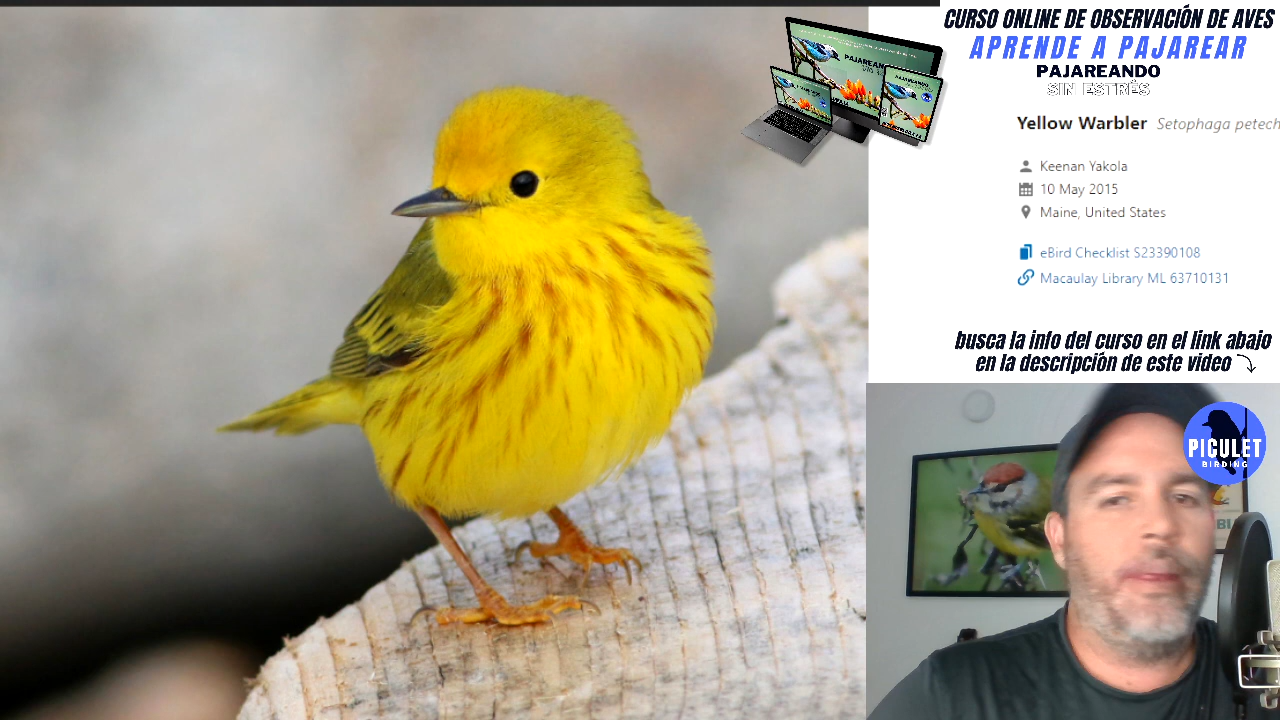 CURSO ONLINE DE OBSERVACIÓN DE AVES
APRENDE A PAJAREAR
PAJAREANDO
SIN ESTRÉS
Yellow Warbler Setophaga petech
Keenan Yakola
10 May 2015
Maine, United States
eBird Checklist S23390108
Macaulay Library ML 63710131
busca la info del curso en el link abajo
en la descripción de este video
PICULET
BIRDING